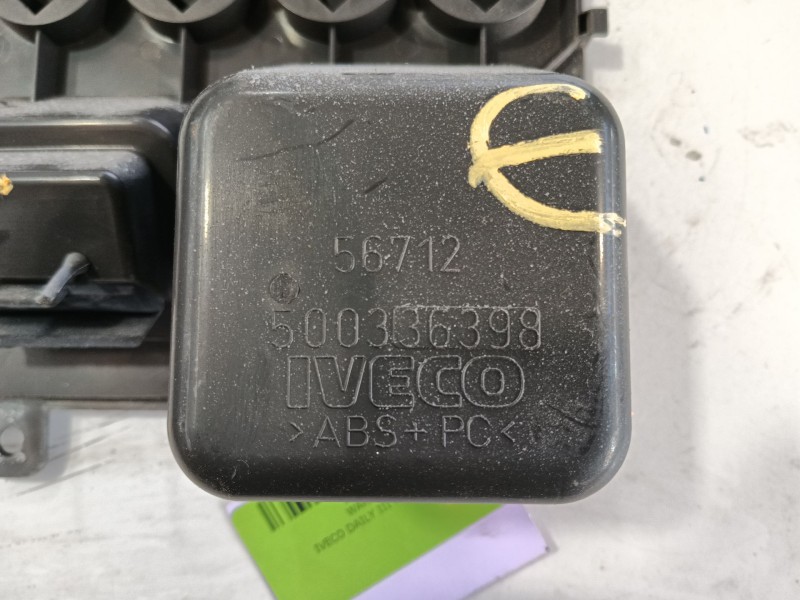 56712
500336398
IVECO
>ABS+PC<
IVECO DAILY